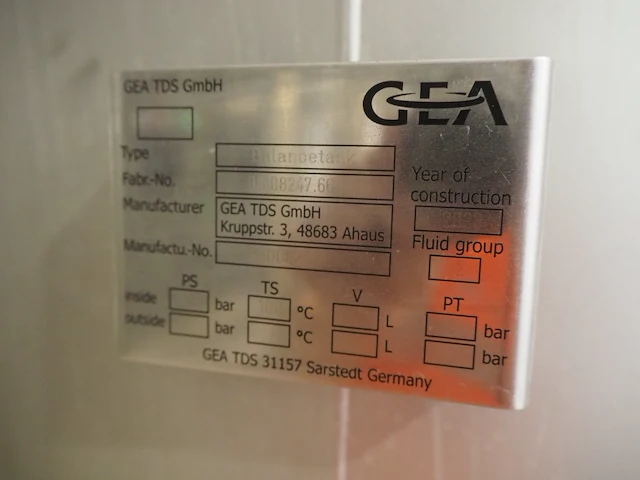 GEA TDS GmbH
GEA
Type Balancetank
Fabr.-No.
Year of construction
Manufacturer GEA TDS GmbH
Kruppstr. 3, 48683 Ahaus
Manufactu.-No.
Fluid group
PS TS V PT
inside bar °C L bar
outside bar °C L bar
GEA TDS 31157 Sarstedt Germany